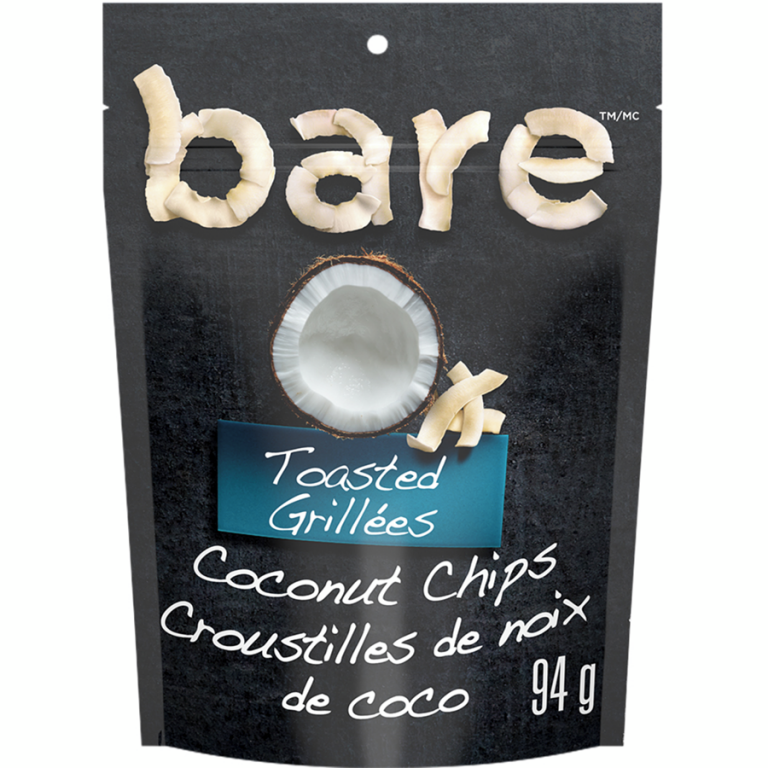 bare TM/MC
Toasted
Grillées
Coconut Chips
Croustilles de noix
de coco
94 g